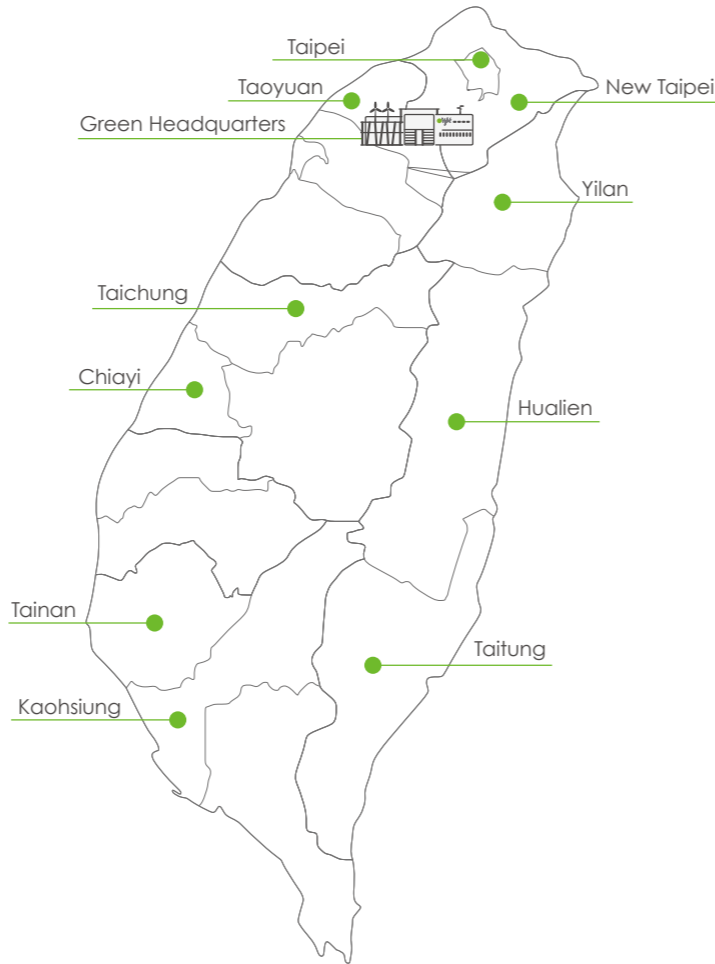 Taipei
Taoyuan
New Taipei
Green Headquarters
Yilan
Taichung
Chiayi
Hualien
Tainan
Taitung
Kaohsiung